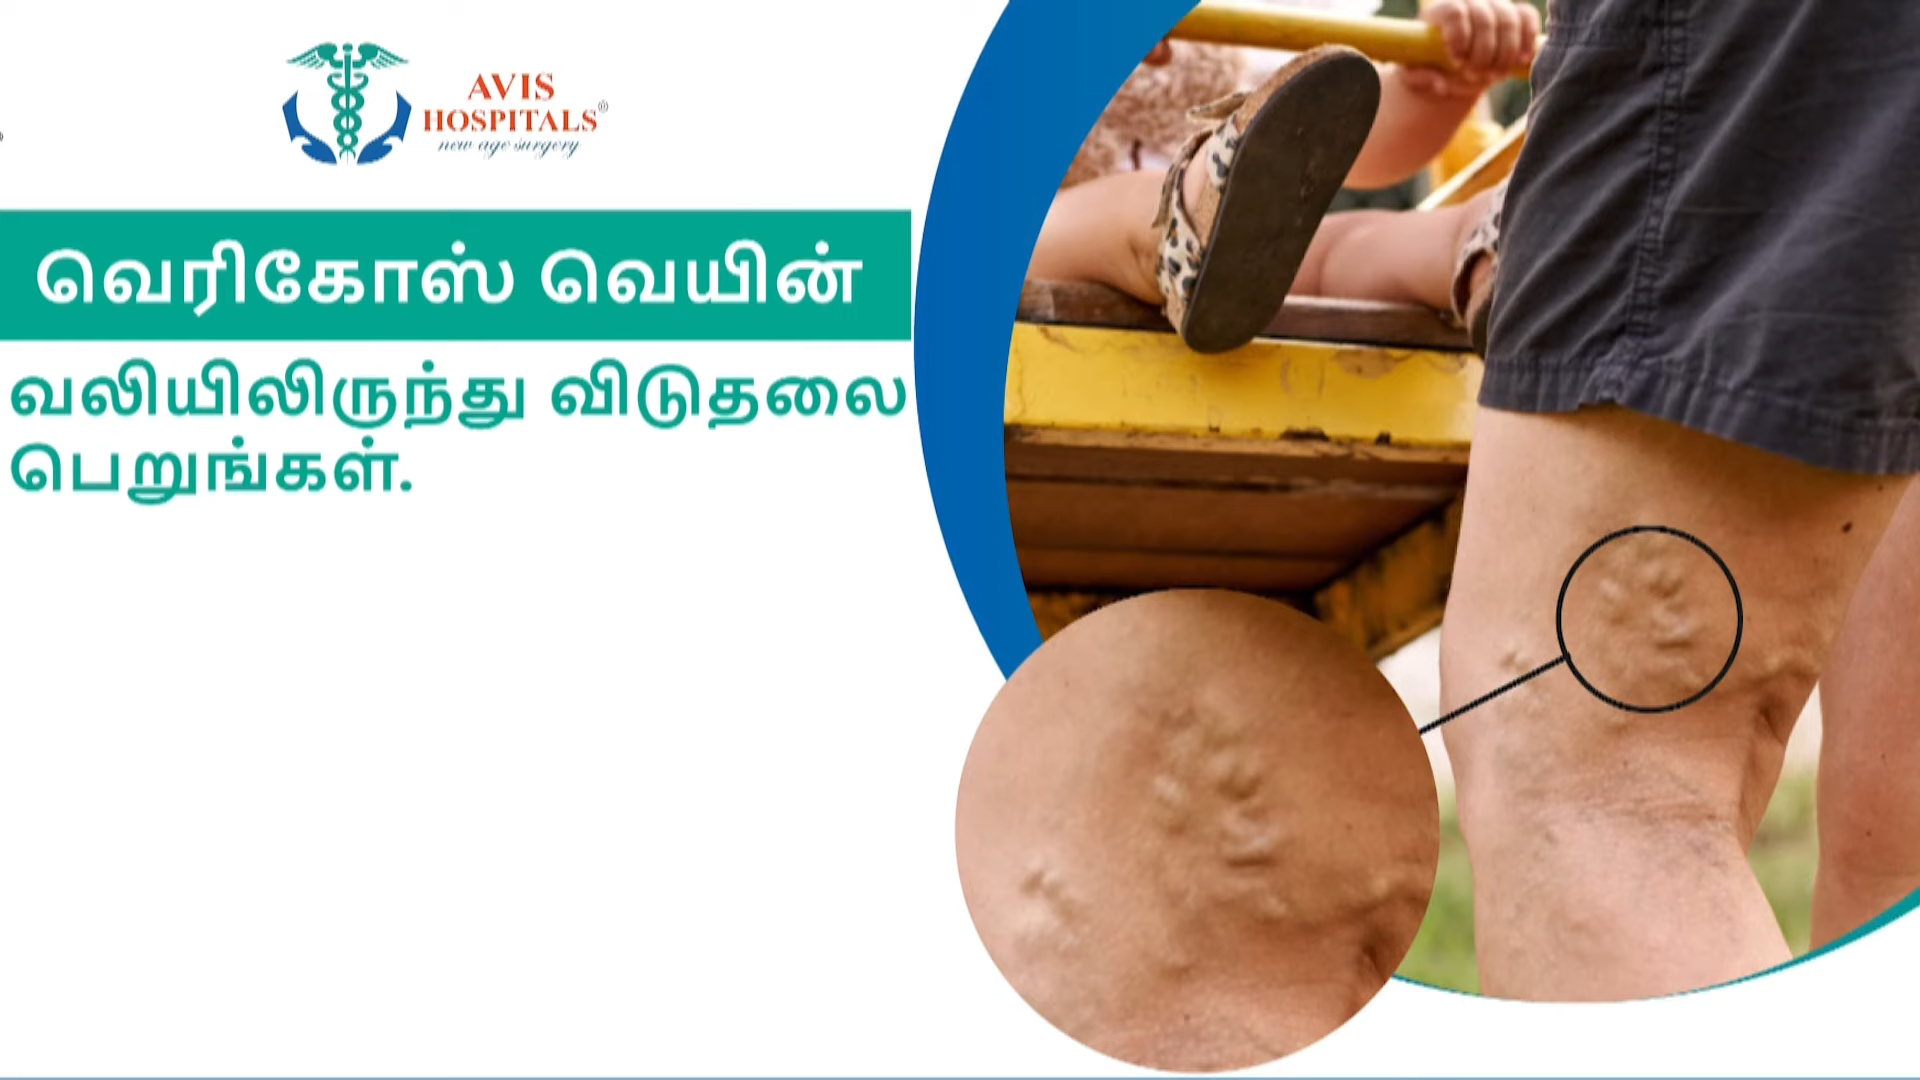 AVIS
HOSPITALS®
new age surgery
வெரிகோஸ் வெயின்
வலியிலிருந்து விடுதலை
பெறுங்கள்.